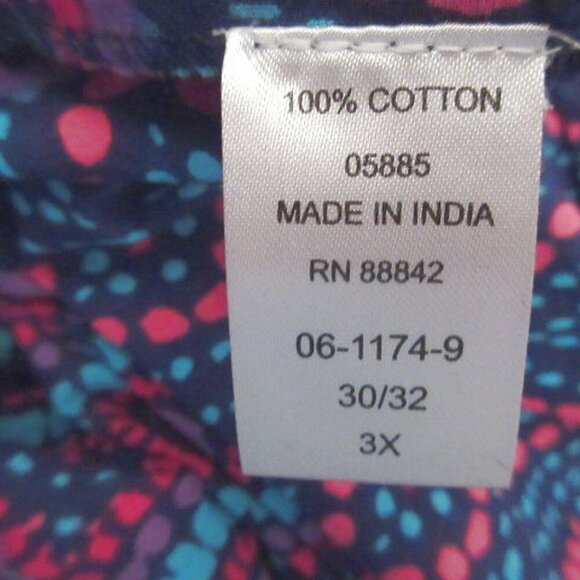 100% COTTON
05885
MADE IN INDIA
RN 88842
06-1174-9
30/32
3X